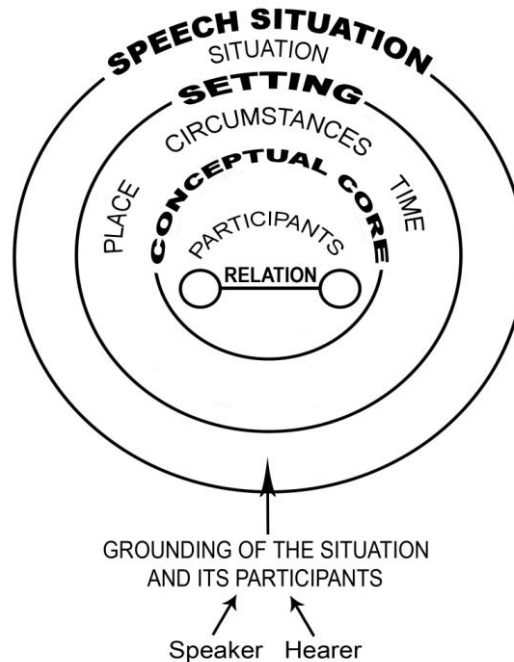 SPEECH SITUATION
SITUATION
SETTING
CIRCUMSTANCES
PLACE
TIME
CONCEPTUAL CORE
PARTICIPANTS
RELATION
GROUNDING OF THE SITUATION
AND ITS PARTICIPANTS
Speaker Hearer